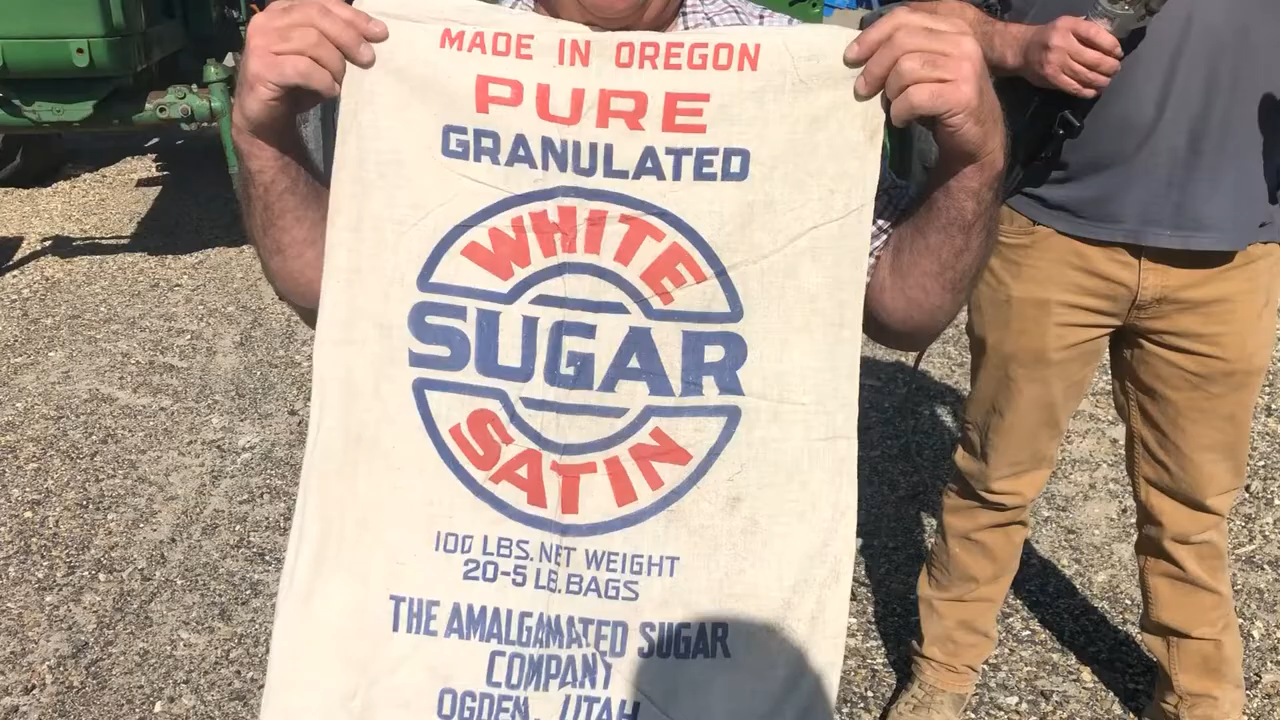 MADE IN OREGON
PURE
GRANULATED
WHITE
SUGAR
SATIN
100 LBS. NET WEIGHT
20-5 LB. BAGS
THE AMALGAMATED SUGAR
COMPANY
OGDEN, UTAH